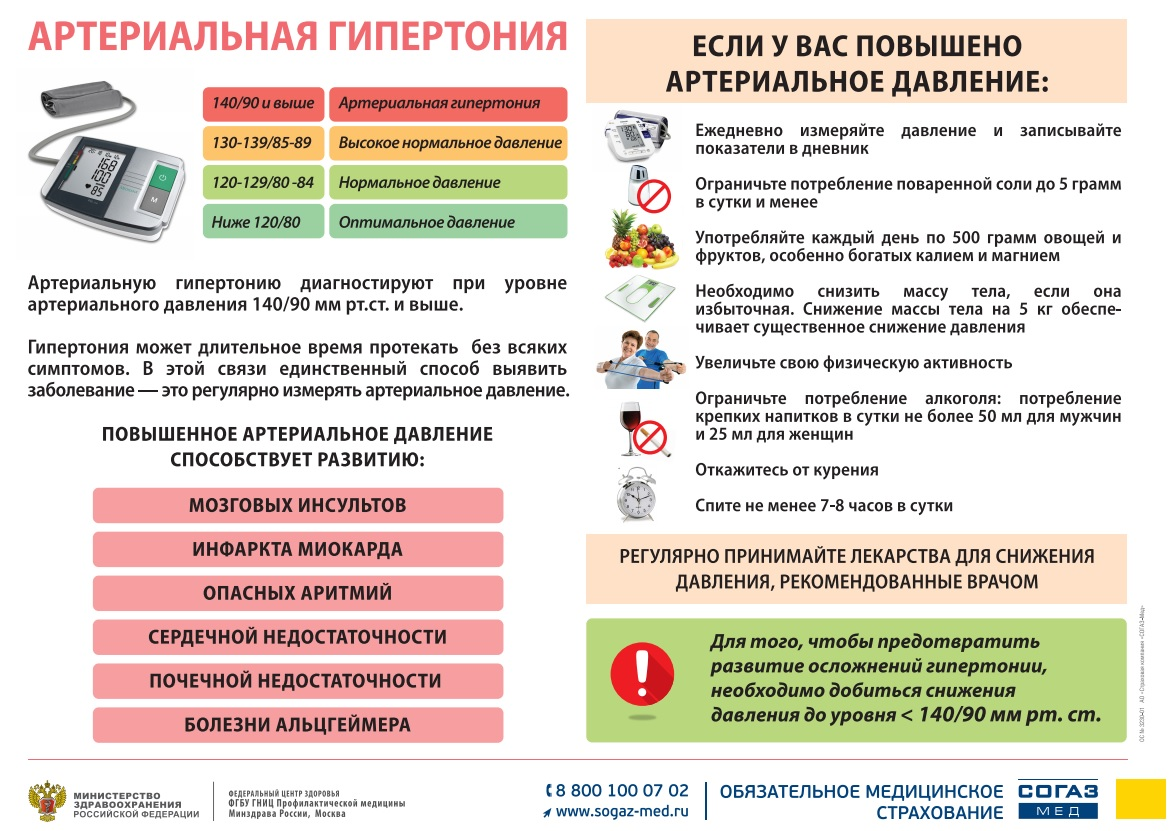 АРТЕРИАЛЬНАЯ ГИПЕРТОНИЯ
168
100
85
M
140/90 и выше Артериальная гипертония
130-139/85-89 Высокое нормальное давление
120-129/80 -84 Нормальное давление
Ниже 120/80 Оптимальное давление
Артериальную гипертонию диагностируют при уровне
артериального давления 140/90 мм рт.ст. и выше.
Гипертония может длительное время протекать без всяких
симптомов. В этой связи единственный способ выявить
заболевание — это регулярно измерять артериальное давление.
ПОВЫШЕННОЕ АРТЕРИАЛЬНОЕ ДАВЛЕНИЕ
СПОСОБСТВУЕТ РАЗВИТИЮ:
МОЗГОВЫХ ИНСУЛЬТОВ
ИНФАРКТА МИОКАРДА
ОПАСНЫХ АРИТМИЙ
СЕРДЕЧНОЙ НЕДОСТАТОЧНОСТИ
ПОЧЕЧНОЙ НЕДОСТАТОЧНОСТИ
БОЛЕЗНИ АЛЬЦГЕЙМЕРА
ЕСЛИ У ВАС ПОВЫШЕНО
АРТЕРИАЛЬНОЕ ДАВЛЕНИЕ:
Ежедневно измеряйте давление и записывайте
показатели в дневник
Ограничьте потребление поваренной соли до 5 грамм
в сутки и менее
Употребляйте каждый день по 500 грамм овощей и
фруктов, особенно богатых калием и магнием
Необходимо снизить массу тела, если она
избыточная. Снижение массы тела на 5 кг обеспе-
чивает существенное снижение давления
Увеличьте свою физическую активность
Ограничьте потребление алкоголя: потребление
крепких напитков в сутки не более 50 мл для мужчин
и 25 мл для женщин
Откажитесь от курения
Спите не менее 7-8 часов в сутки
РЕГУЛЯРНО ПРИНИМАЙТЕ ЛЕКАРСТВА ДЛЯ СНИЖЕНИЯ
ДАВЛЕНИЯ, РЕКОМЕНДОВАННЫЕ ВРАЧОМ
Для того, чтобы предотвратить
развитие осложнений гипертонии,
необходимо добиться снижения
давления до уровня < 140/90 мм рт. ст.
МИНИСТЕРСТВО
ЗДРАВООХРАНЕНИЯ
РОССИЙСКОЙ ФЕДЕРАЦИИ
ФЕДЕРАЛЬНЫЙ ЦЕНТР ЗДОРОВЬЯ
ФГБУ ГНИЦ Профилактической медицины
Минздрава России, Москва
8 800 100 07 02
www.sogaz-med.ru
ОБЯЗАТЕЛЬНОЕ МЕДИЦИНСКОЕ
СТРАХОВАНИЕ
СОГАЗ
МЕД
АО «Страховая компания «СОГАЗ-Мед»